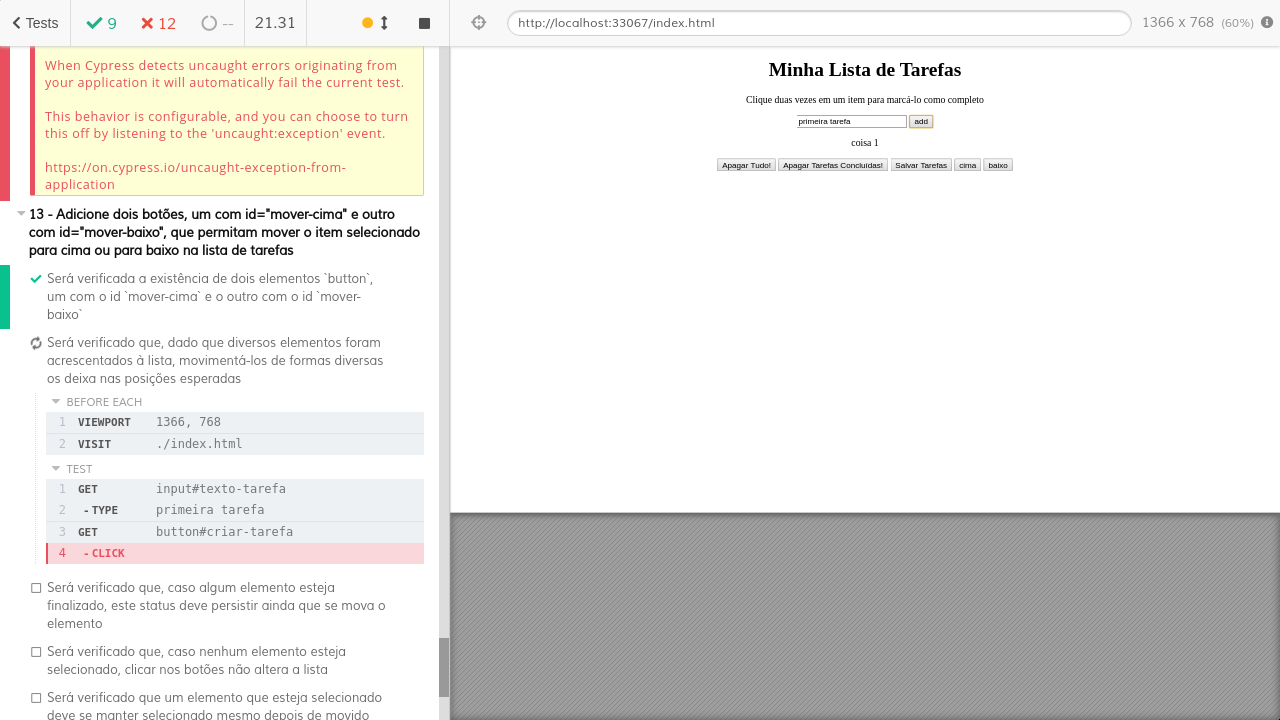 Tests
9
12
--
21.31
http://localhost:33067/index.html
1366 x 768 (60%)
When Cypress detects uncaught errors originating from
your application it will automatically fail the current test.
This behavior is configurable, and you can choose to turn
this off by listening to the 'uncaught:exception' event.
https://on.cypress.io/uncaught-exception-from-
application
13 - Adicione dois botões, um com id="mover-cima" e outro
com id="mover-baixo", que permitam mover o item selecionado
para cima ou para baixo na lista de tarefas
Será verificada a existência de dois elementos `button`,
um com o id `mover-cima` e o outro com o id `mover-
baixo`
Será verificado que, dado que diversos elementos foram
acrescentados à lista, movimentá-los de formas diversas
os deixa nas posições esperadas
BEFORE EACH
1 VIEWPORT 1366, 768
2 VISIT ./index.html
TEST
1 GET input#texto-tarefa
2 -TYPE primeira tarefa
3 GET button#criar-tarefa
4 -CLICK
Será verificado que, caso algum elemento esteja
finalizado, este status deve persistir ainda que se mova o
elemento
Será verificado que, caso nenhum elemento esteja
selecionado, clicar nos botões não altera a lista
Será verificado que um elemento que esteja selecionado
deve se manter selecionado mesmo depois de movido
Minha Lista de Tarefas
Clique duas vezes em um item para marcá-lo como completo
primeira tarefa add
coisa 1
Apagar Tudo! Apagar Tarefas Concluídas! Salvar Tarefas cima baixo